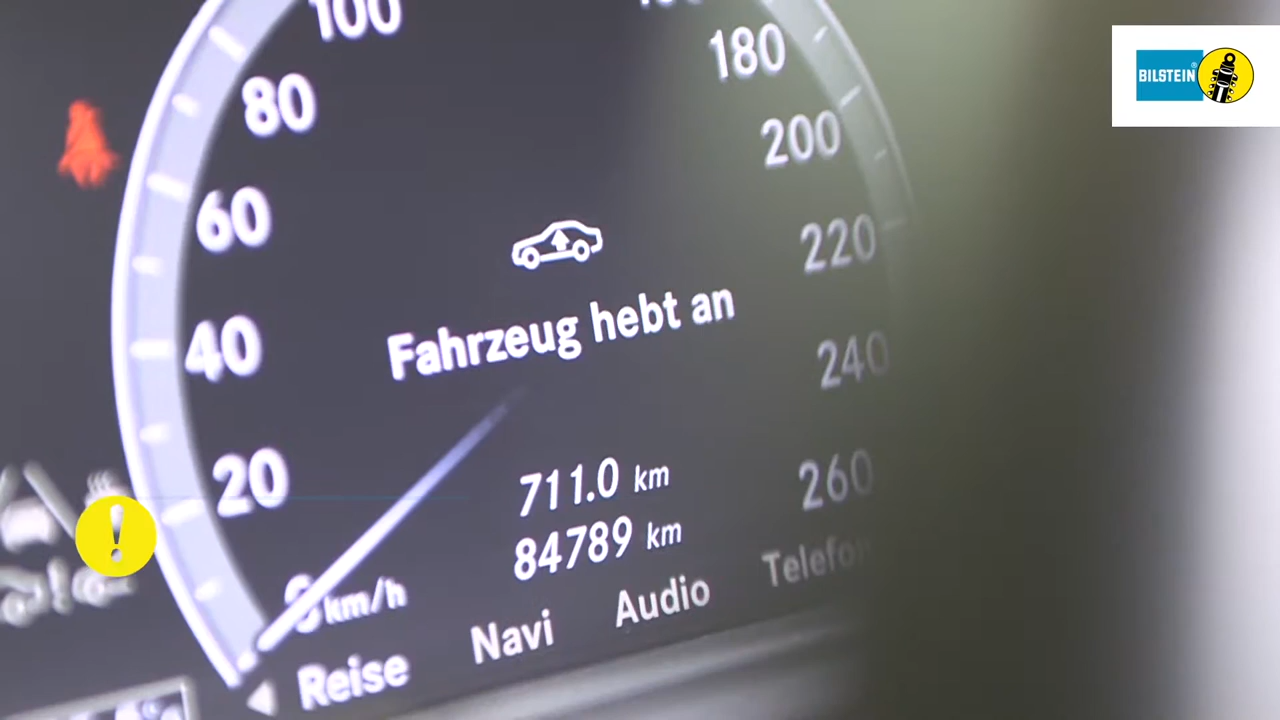 100
80
60
40
20
km/h
180
200
220
240
260
Fahrzeug hebt an
711.0 km
84789 km
Reise Navi Audio Telefon
BILSTEIN®